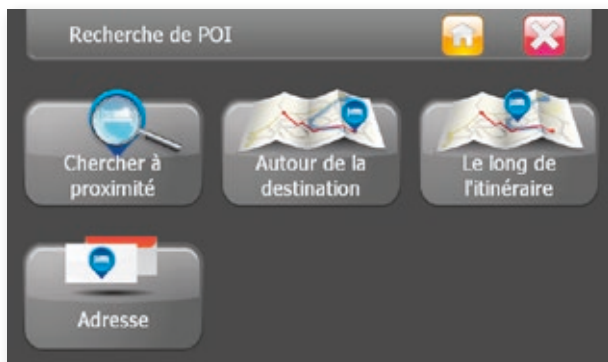 Recherche de POI
Chercher à
proximité
Autour de la
destination
Le long de
l'itinéraire
Adresse